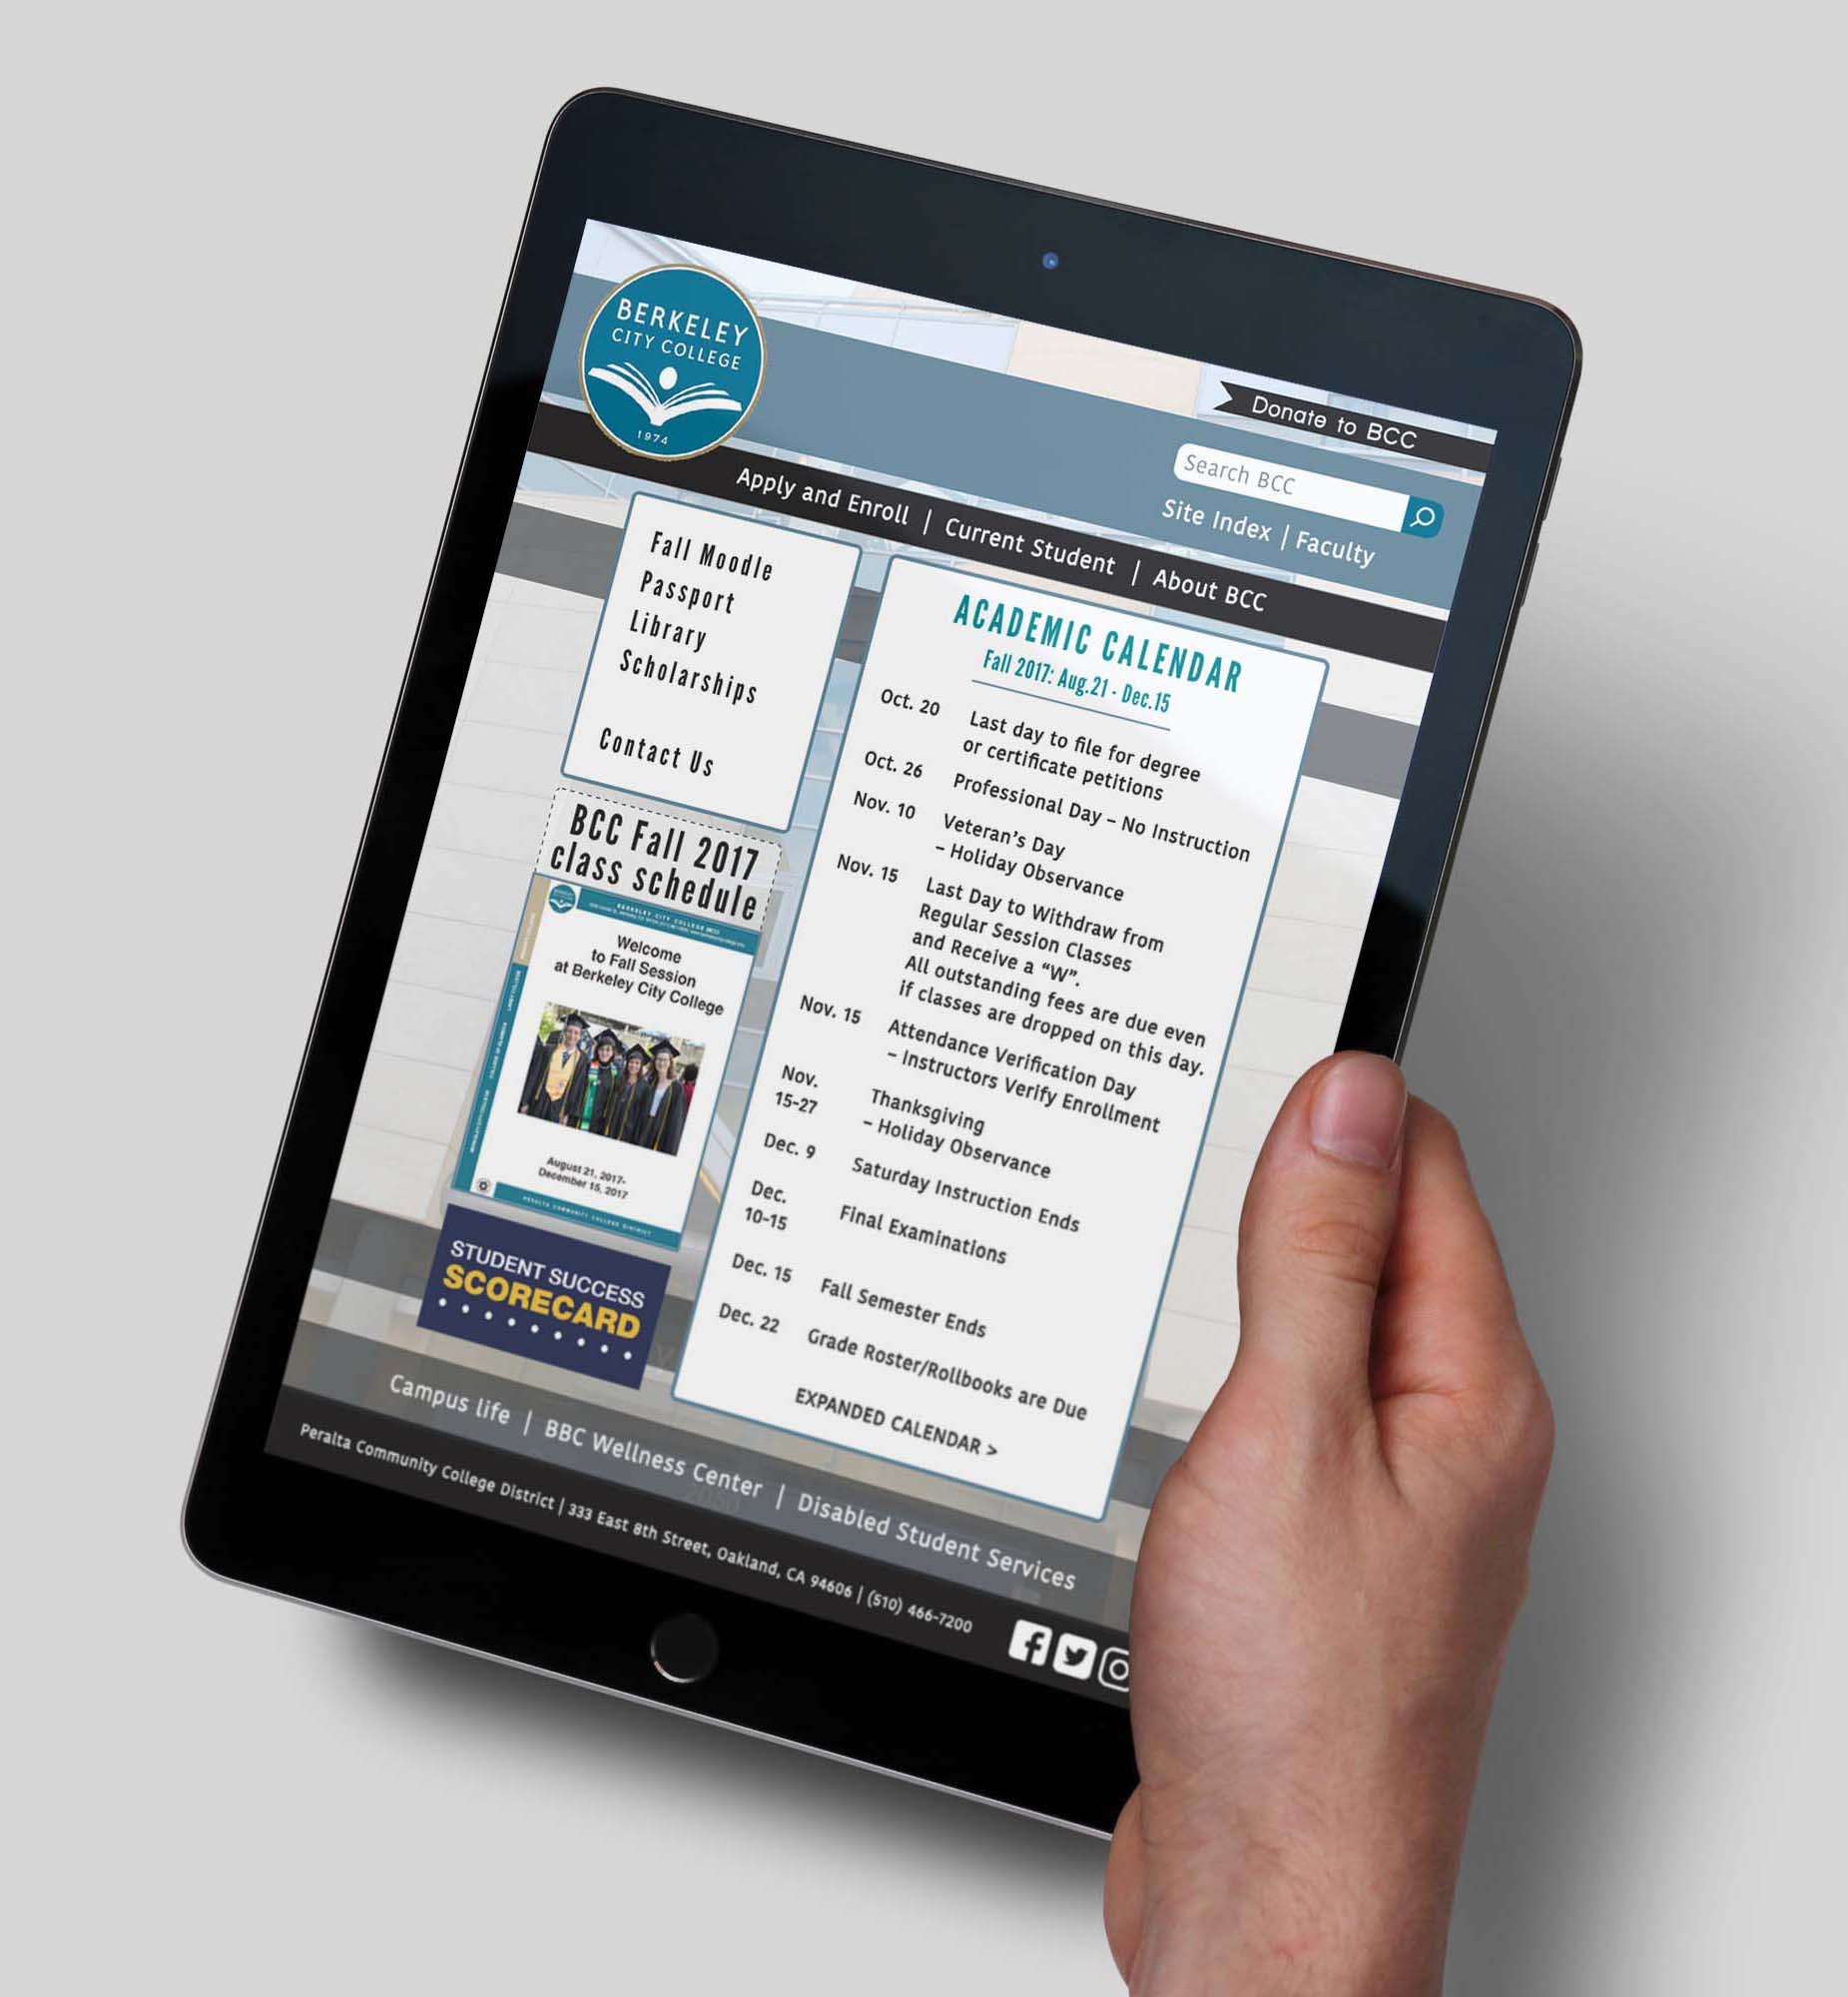 BERKELEY
CITY COLLEGE
1974
Donate to BCC
Search BCC
Site Index | Faculty
Apply and Enroll | Current Student | About BCC
Fall Moodle
Passport
Library
Scholarships
Contact Us
BCC Fall 2017
class schedule
BERKELEY CITY COLLEGE
Welcome
to Fall Session
at Berkeley City College
August 21, 2017-
December 15, 2017
PERALTA COMMUNITY COLLEGE DISTRICT
STUDENT SUCCESS
SCORECARD
ACADEMIC CALENDAR
Fall 2017: Aug.21 - Dec.15
Oct. 20 Last day to file for degree
or certificate petitions
Oct. 26 Professional Day – No Instruction
Nov. 10 Veteran's Day
– Holiday Observance
Nov. 15 Last Day to Withdraw from
Regular Session Classes
and Receive a “W”.
All outstanding fees are due even
if classes are dropped on this day.
Nov. 15 Attendance Verification Day
– Instructors Verify Enrollment
Nov. Thanksgiving
15-27 – Holiday Observance
Dec. 9 Saturday Instruction Ends
Dec. Final Examinations
10-15
Dec. 15 Fall Semester Ends
Dec. 22 Grade Roster/Rollbooks are Due
EXPANDED CALENDAR >
Campus life | BBC Wellness Center | Disabled Student Services
Peralta Community College District | 333 East 8th Street, Oakland, CA 94606 | (510) 466-7200